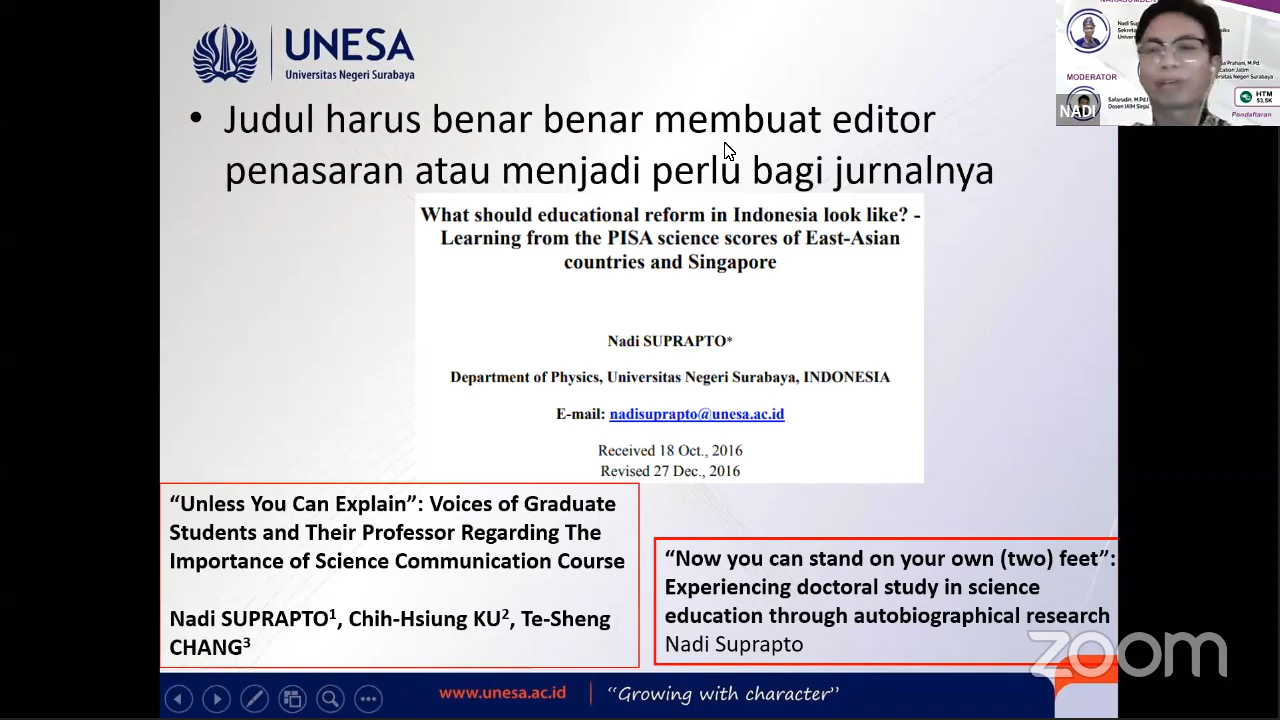 UNESA
Universitas Negeri Surabaya
• Judul harus benar benar membuat editor
penasaran atau menjadi perlu bagi jurnalnya
What should educational reform in Indonesia look like? -
Learning from the PISA science scores of East-Asian
countries and Singapore
Nadi SUPRAPTO*
Department of Physics, Universitas Negeri Surabaya, INDONESIA
E-mail: nadisuprapto@unesa.ac.id
Received 18 Oct., 2016
Revised 27 Dec., 2016
“Unless You Can Explain”: Voices of Graduate
Students and Their Professor Regarding The
Importance of Science Communication Course
Nadi SUPRAPTO1, Chih-Hsiung KU2, Te-Sheng
CHANG3
“Now you can stand on your own (two) feet”:
Experiencing doctoral study in science
education through autobiographical research
Nadi Suprapto
zoom
www.unesa.ac.id
“Growing with character”
MODERATOR
NADI
HTM
53,5K
Pendaftaran